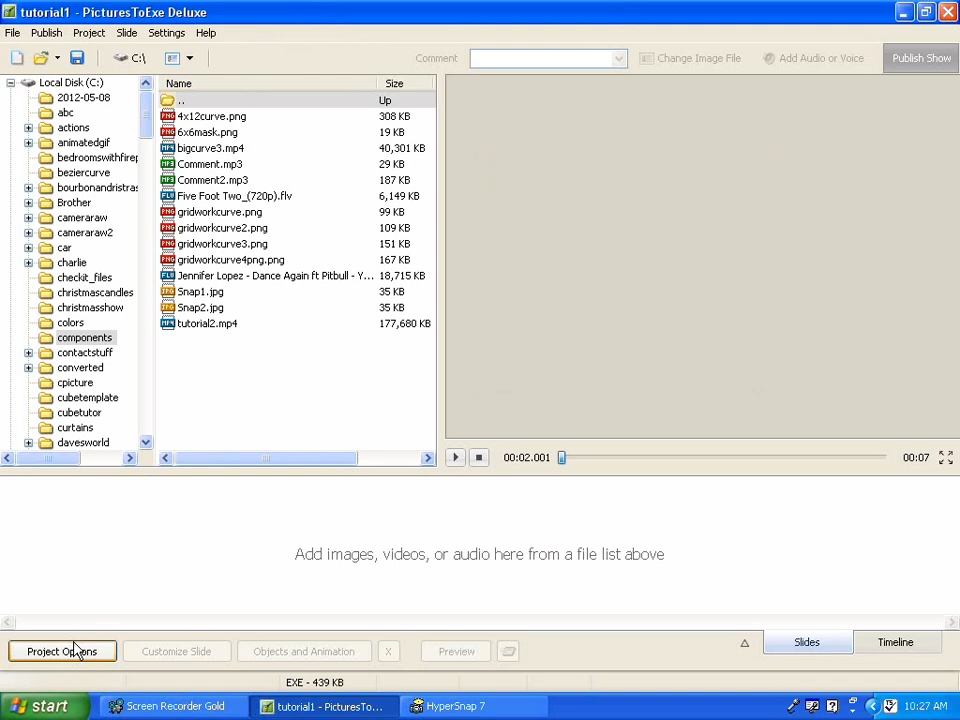 tutorial1 - PicturesToExe Deluxe
File Publish Project Slide Settings Help
C:\ Comment Change Image File Add Audio or Voice Publish Show
Local Disk (C:)
2012-05-08
abc
actions
animatedgif
bedroomswithfirep
beziercurve
bourbonandristras
Brother
cameraraw
cameraraw2
car
charlie
checkit_files
christmascandles
christmasshow
colors
components
contactstuff
converted
cpicture
cubetemplate
cubetutor
curtains
davesworld
Name Size
.. Up
4x12curve.png 308 KB
6x6mask.png 19 KB
bigcurve3.mp4 40,301 KB
Comment.mp3 29 KB
Comment2.mp3 187 KB
Five Foot Two_(720p).flv 6,149 KB
gridworkcurve.png 99 KB
gridworkcurve2.png 109 KB
gridworkcurve3.png 151 KB
gridworkcurve4png.png 167 KB
Jennifer Lopez - Dance Again ft Pitbull - Y... 18,715 KB
Snap1.jpg 35 KB
Snap2.jpg 35 KB
tutorial2.mp4 177,680 KB
00:02.001 00:07
Add images, videos, or audio here from a file list above
Project Options Customize Slide Objects and Animation X Preview Slides Timeline
EXE - 439 KB
start Screen Recorder Gold tutorial1 - PicturesTo... HyperSnap 7 10:27 AM